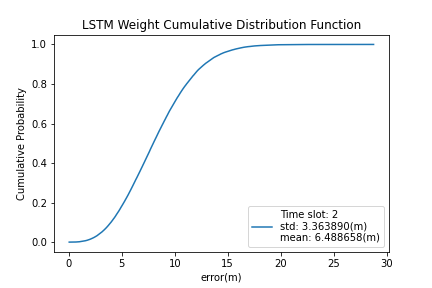 LSTM Weight Cumulative Distribution Function
Cumulative Probability
1.0
0.8
0.6
0.4
0.2
0.0
Time slot: 2
std: 3.363890(m)
mean: 6.488658(m)
0 5 10 15 20 25 30
error(m)